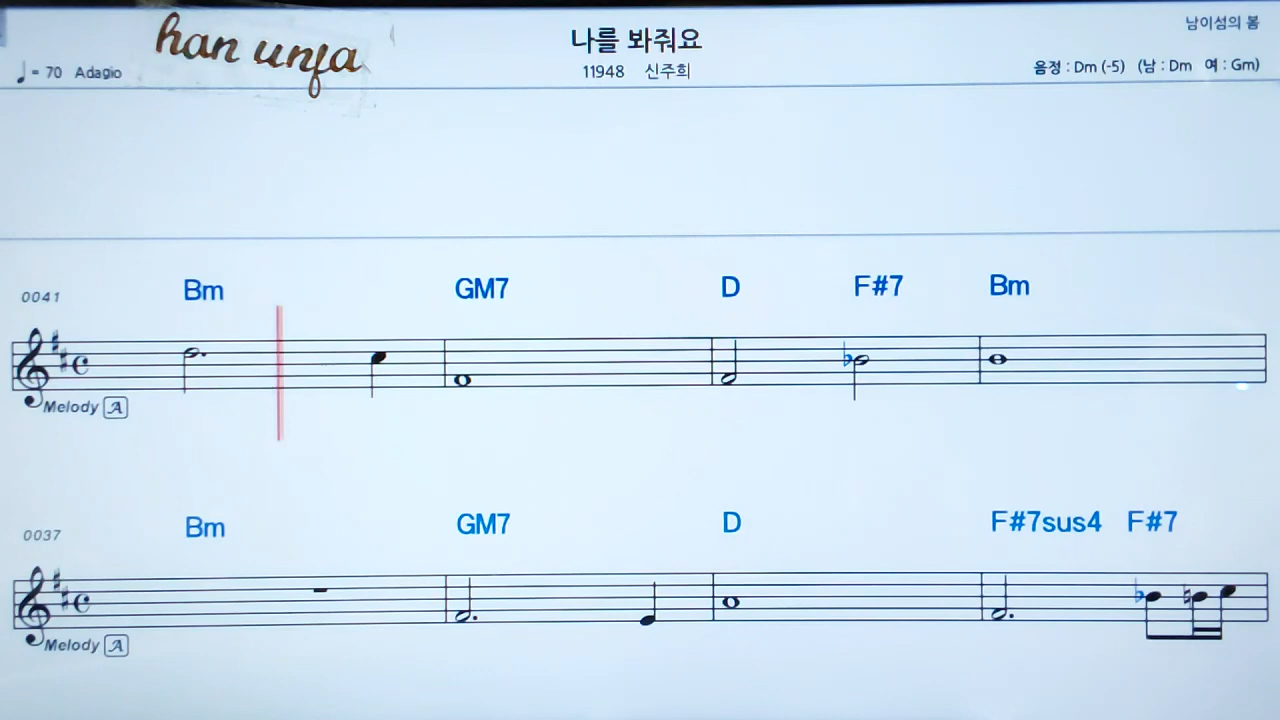 han unja
나를 봐줘요
남이섬의 봄
♩= 70 Adagio
11948 신주희
음정 : Dm (-5) (남 : Dm 여 : Gm)
Bm GM7 D F#7 Bm
0041
Melody A
Bm GM7 D F#7sus4 F#7
0037
Melody A